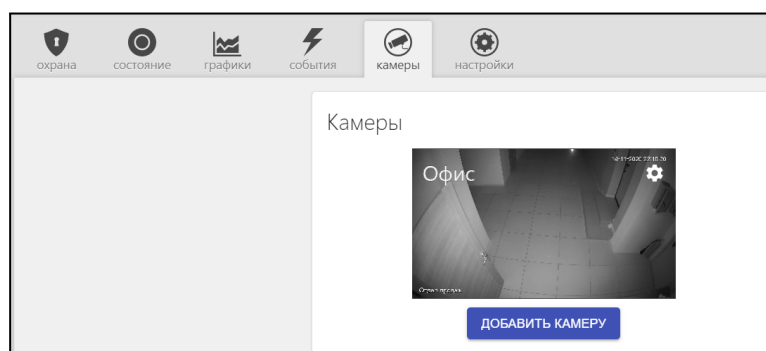 охрана
состояние
графики
события
камеры
настройки
Камеры
Офис
ДОБАВИТЬ КАМЕРУ